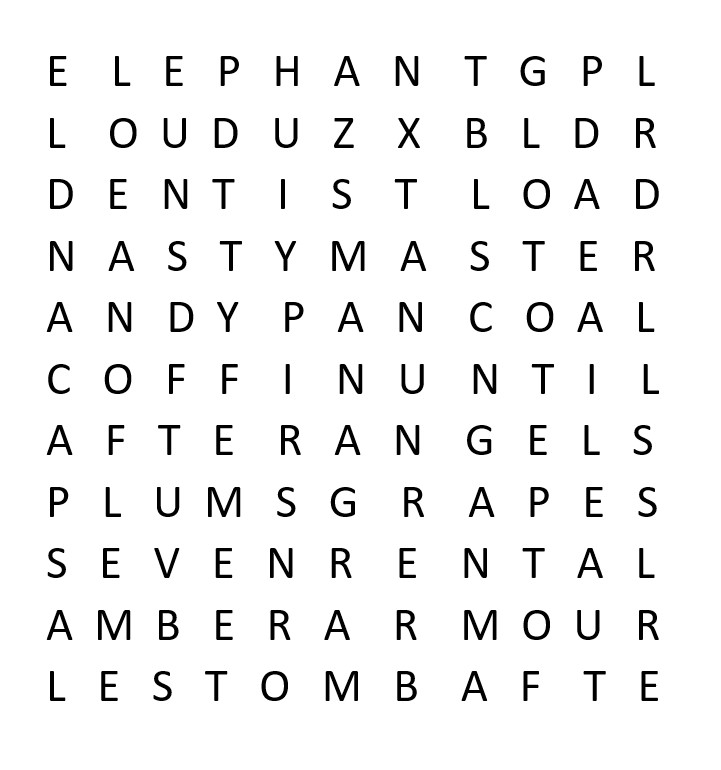 E L E P H A N T G P L
L O U D U Z X B L D R
D E N T I S T L O A D
N A S T Y M A S T E R
A N D Y P A N C O A L
C O F F I N U N T I L
A F T E R A N G E L S
P L U M S G R A P E S
S E V E N R E N T A L
A M B E R A R M O U R
L E S T O M B A F T E